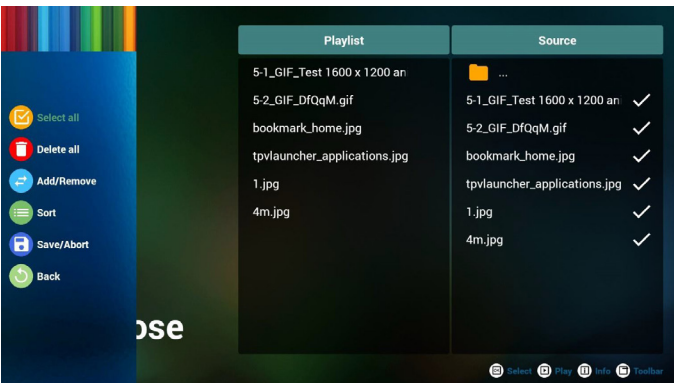 Playlist
Source
5-1_GIF_Test 1600 x 1200 an
5-2_GIF_DfQqM.gif
bookmark_home.jpg
tpvlauncher_applications.jpg
1.jpg
4m.jpg
...
5-1_GIF_Test 1600 x 1200 an
5-2_GIF_DfQqM.gif
bookmark_home.jpg
tpvlauncher_applications.jpg
1.jpg
4m.jpg
Select all
Delete all
Add/Remove
Sort
Save/Abort
Back
ose
Select Play Info Toolbar